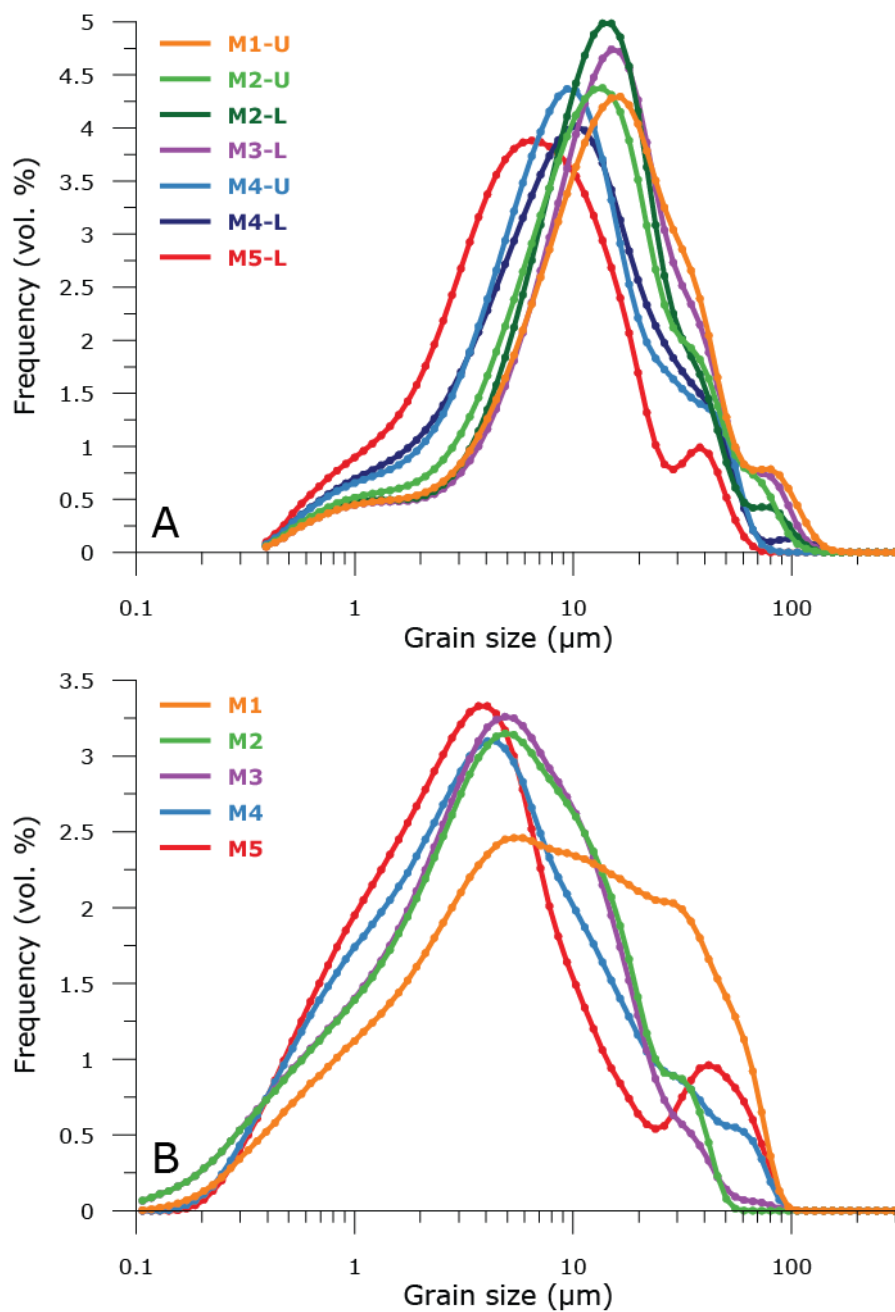 5
4.5
4
3.5
3
2.5
2
1.5
1
0.5
0
Frequency (vol. %)
M1-U
M2-U
M2-L
M3-L
M4-U
M4-L
M5-L
A
0.1 1 10 100
Grain size (µm)
3.5
3
2.5
2
1.5
1
0.5
0
Frequency (vol. %)
M1
M2
M3
M4
M5
B
0.1 1 10 100
Grain size (µm)